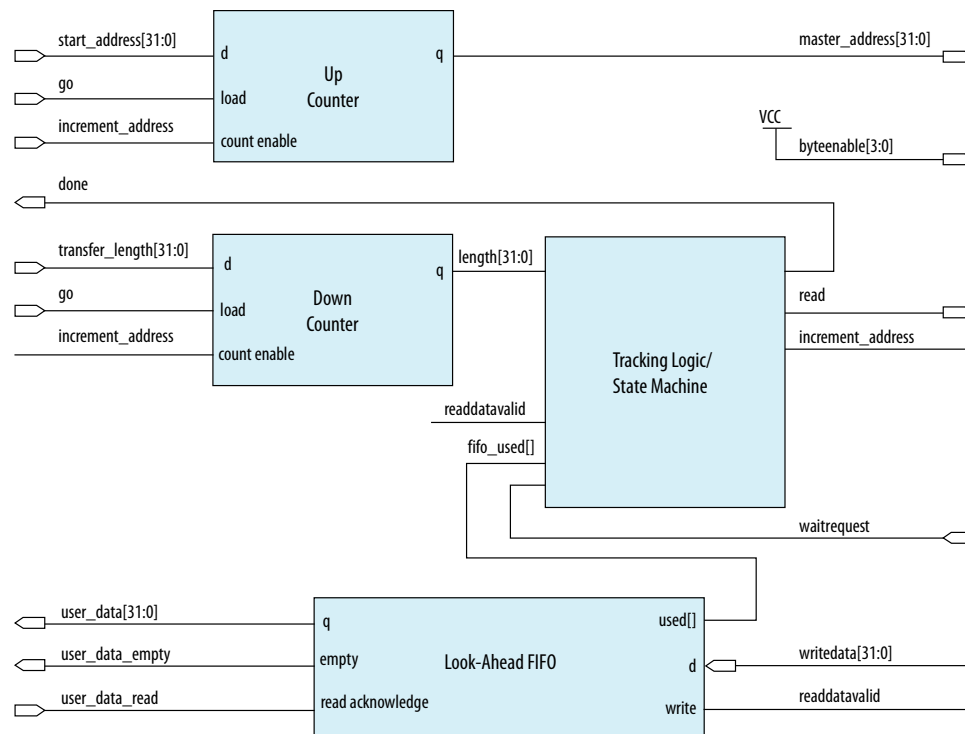 start_address[31:0]
d
q
master_address[31:0]
Up
Counter
go
load
increment_address
count enable
VCC
byteenable[3:0]
done
transfer_length[31:0]
d
q
length[31:0]
go
load
Down
Counter
read
increment_address
count enable
increment_address
Tracking Logic/
State Machine
readdatavalid
fifo_used[]
waitrequest
user_data[31:0]
q
used[]
user_data_empty
empty
Look-Ahead FIFO
d
writedata[31:0]
user_data_read
read acknowledge
write
readdatavalid